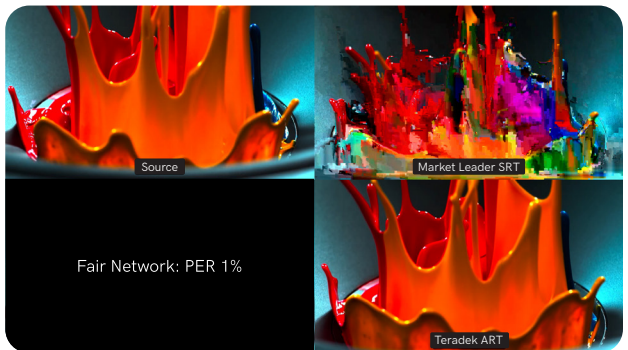 Source
Market Leader SRT
Fair Network: PER 1%
Teradek ART